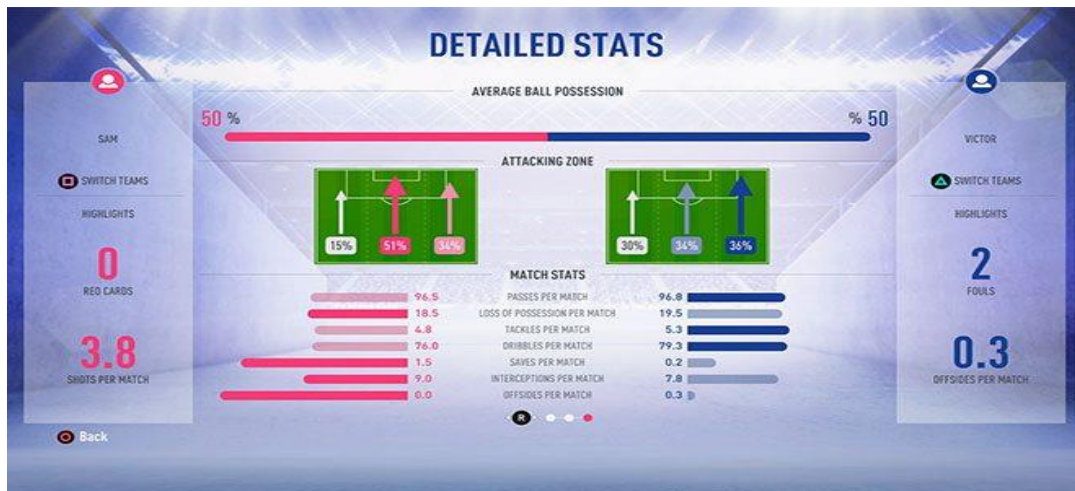 DETAILED STATS
AVERAGE BALL POSSESSION
50 %
% 50
SAM
VICTOR
ATTACKING ZONE
SWITCH TEAMS
SWITCH TEAMS
HIGHLIGHTS
HIGHLIGHTS
15% 51% 34%
30% 34% 36%
0
RED CARDS
2
FOULS
MATCH STATS
96.5 PASSES PER MATCH 96.8
18.5 LOSS OF POSSESSION PER MATCH 19.5
4.8 TACKLES PER MATCH 5.3
76.0 DRIBBLES PER MATCH 79.3
1.5 SAVES PER MATCH 0.2
9.0 INTERCEPTIONS PER MATCH 7.8
0.0 OFFSIDES PER MATCH 0.3
3.8
SHOTS PER MATCH
0.3
OFFSIDES PER MATCH
R
Back